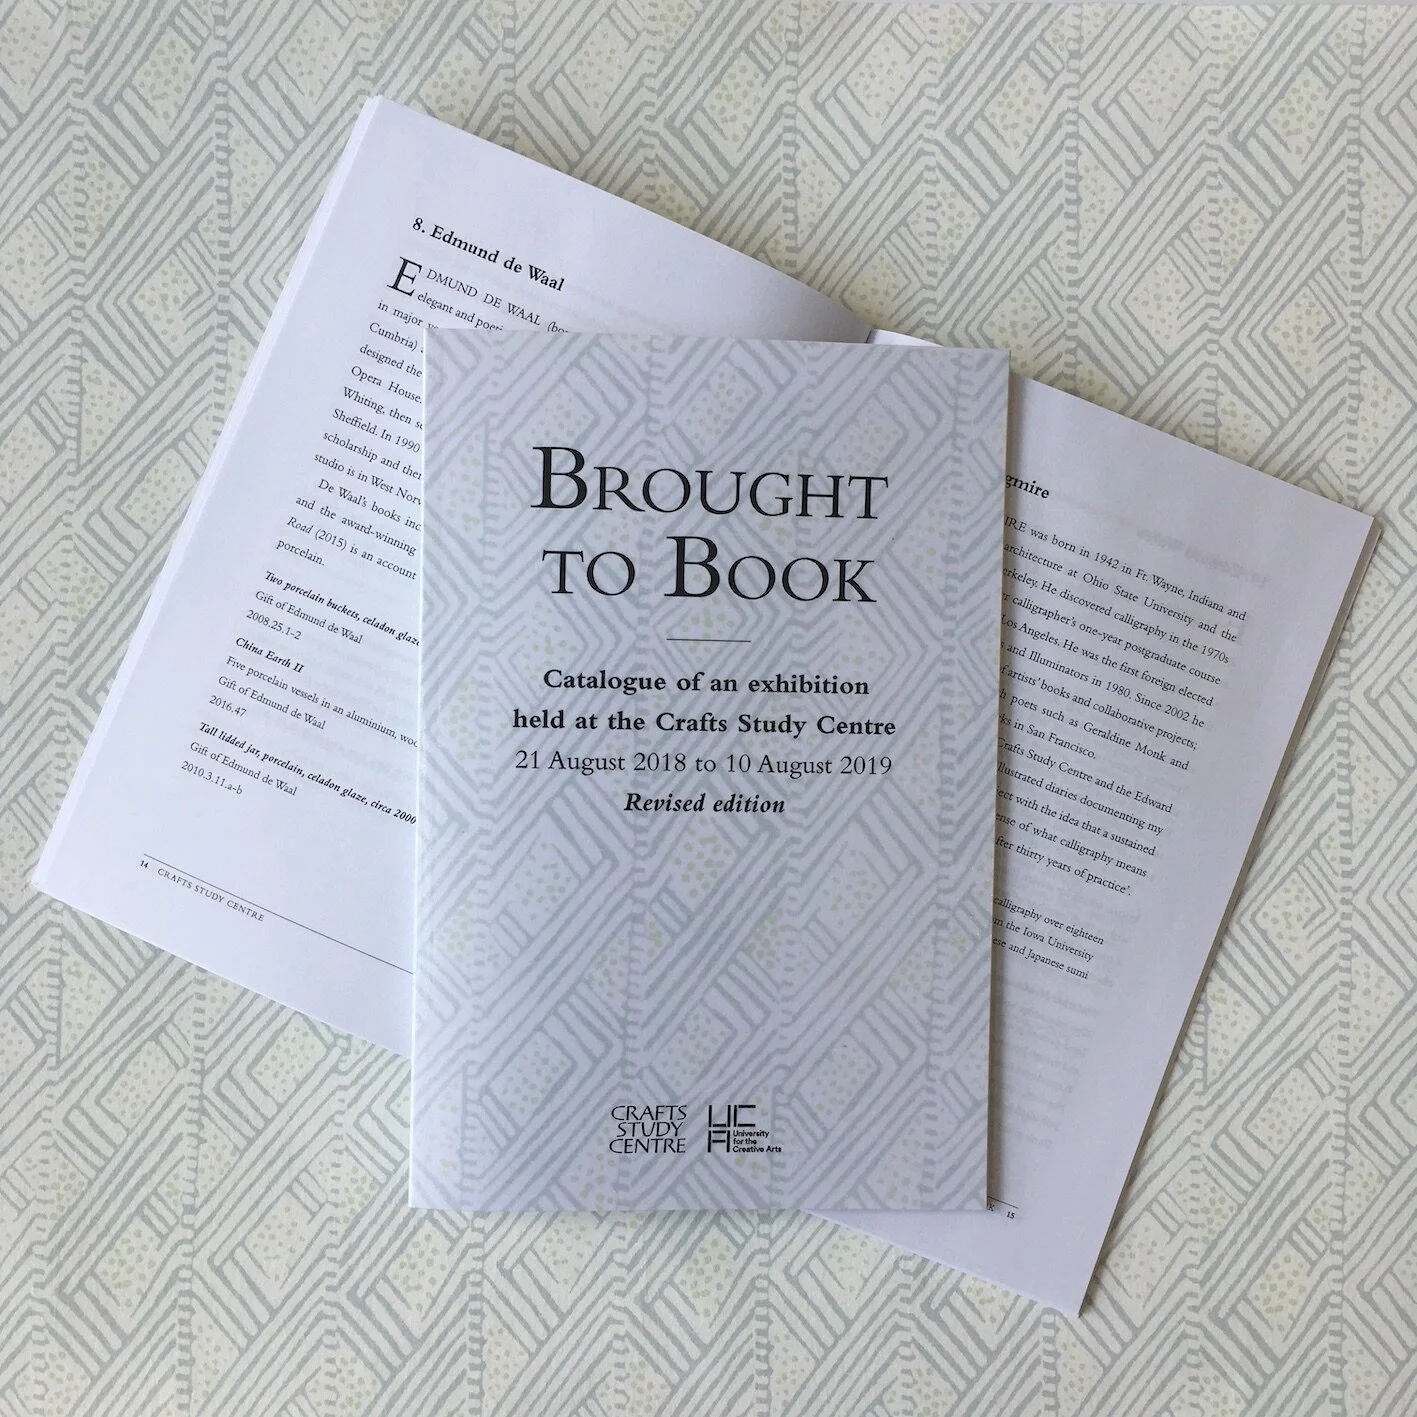 8. Edmund de Waal
EDMUND DE WAAL
elegant and
in major
Cumbria)
designed the
Opera House.
Whiting, then
Sheffield. In 1990
scholarship and
studio is in West
De Waal's books
and the award-winning
Road (2015) is an account
porcelain.
Two porcelain buckets, celadon
Gift of Edmund de Waal
2008.25.1–2
China Earth II
Five porcelain vessels in an aluminium,
Gift of Edmund de Waal
2016.47
Tall lidded jar, porcelain, celadon glaze, circa 2000
Gift of Edmund de Waal
2010.3.11.a–b
14 CRAFTS STUDY CENTRE
BROUGHT
TO BOOK
Catalogue of an exhibition
held at the Crafts Study Centre
21 August 2018 to 10 August 2019
Revised edition
CRAFTS
STUDY
CENTRE
UCA
University
for the
Creative Arts
gmire
IRE was born in 1942 in Ft. Wayne, Indiana and
architecture at Ohio State University and the
erkeley. He discovered calligraphy in the 1970s
calligrapher's one-year postgraduate course
Los Angeles. He was the first foreign elected
and Illuminators in 1980. Since 2002 he
artists' books and collaborative projects;
poets such as Geraldine Monk and
in San Francisco.
Crafts Study Centre and the Edward
illustrated diaries documenting my
with the idea that a sustained
of what calligraphy means
after thirty years of practice'.
calligraphy over eighteen
the Iowa University
and Japanese sumi
15